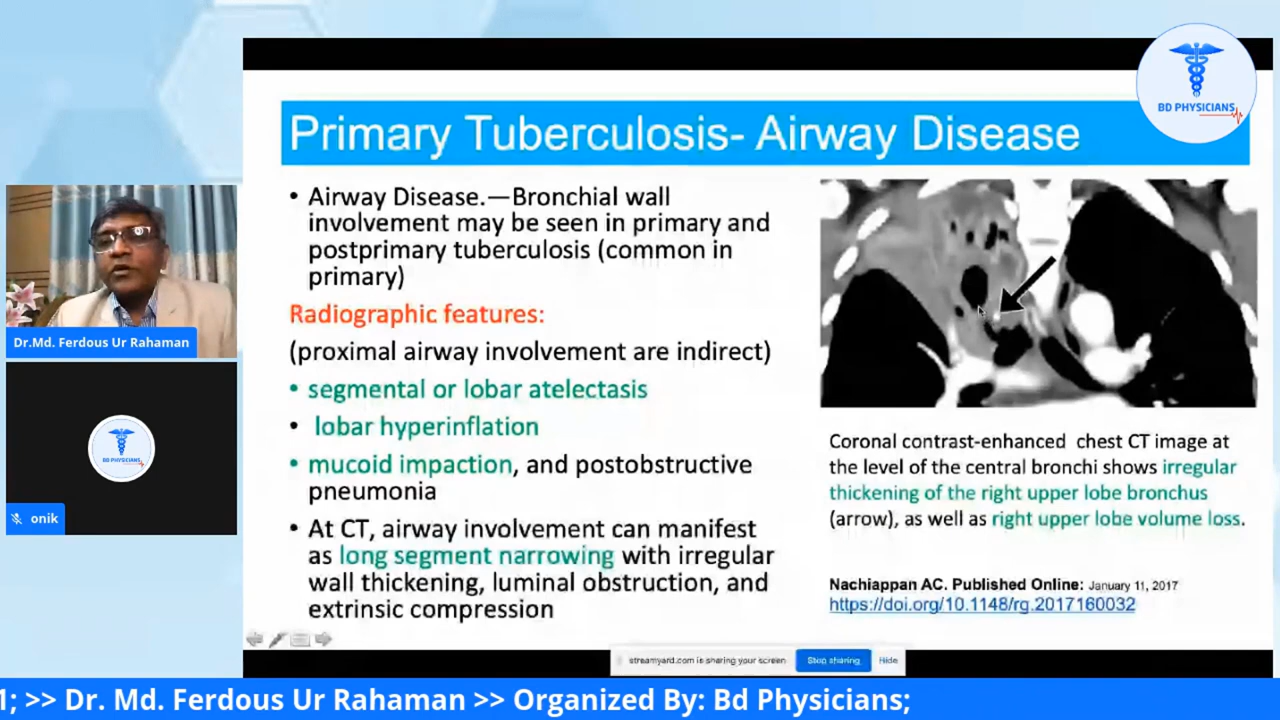 BD PHYSICIANS
Primary Tuberculosis- Airway Disease
• Airway Disease.—Bronchial wall
involvement may be seen in primary and
postprimary tuberculosis (common in
primary)
Radiographic features:
(proximal airway involvement are indirect)
• segmental or lobar atelectasis
• lobar hyperinflation
• mucoid impaction, and postobstructive
pneumonia
• At CT, airway involvement can manifest
as long segment narrowing with irregular
wall thickening, luminal obstruction, and
extrinsic compression
Coronal contrast-enhanced chest CT image at
the level of the central bronchi shows irregular
thickening of the right upper lobe bronchus
(arrow), as well as right upper lobe volume loss.
Nachiappan AC. Published Online: January 11, 2017
https://doi.org/10.1148/rg.2017160032
Dr.Md. Ferdous Ur Rahaman
BD PHYSICIANS
onik
streamyard.com is sharing your screen
Stop sharing
Hide
1; >> Dr. Md. Ferdous Ur Rahaman >> Organized By: Bd Physicians;